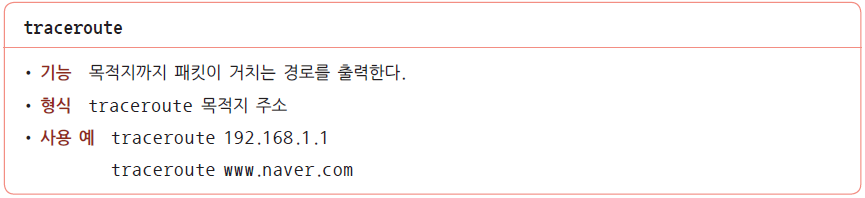 traceroute
• 기능 목적지까지 패킷이 거치는 경로를 출력한다.
• 형식 traceroute 목적지 주소
• 사용 예 traceroute 192.168.1.1
traceroute www.naver.com